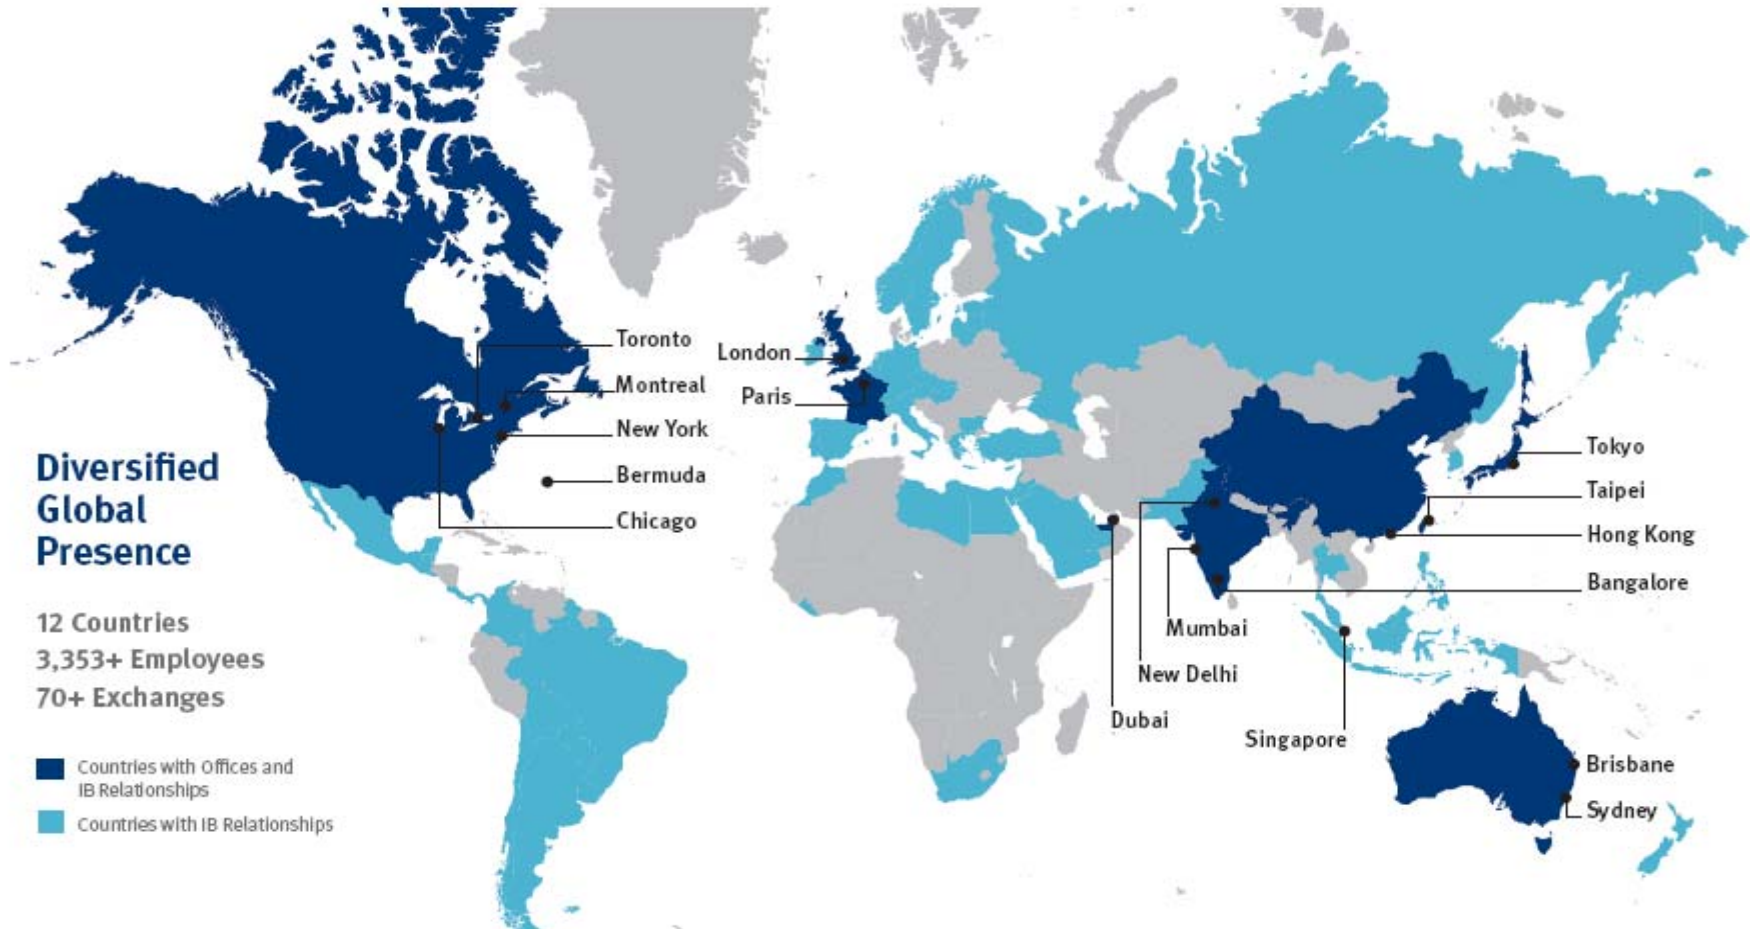 Toronto
Montreal
New York
Bermuda
Chicago
London
Paris
Tokyo
Taipei
Hong Kong
Bangalore
Mumbai
New Delhi
Dubai
Singapore
Brisbane
Sydney
Diversified
Global
Presence
12 Countries
3,353+ Employees
70+ Exchanges
Countries with Offices and
IB Relationships
Countries with IB Relationships